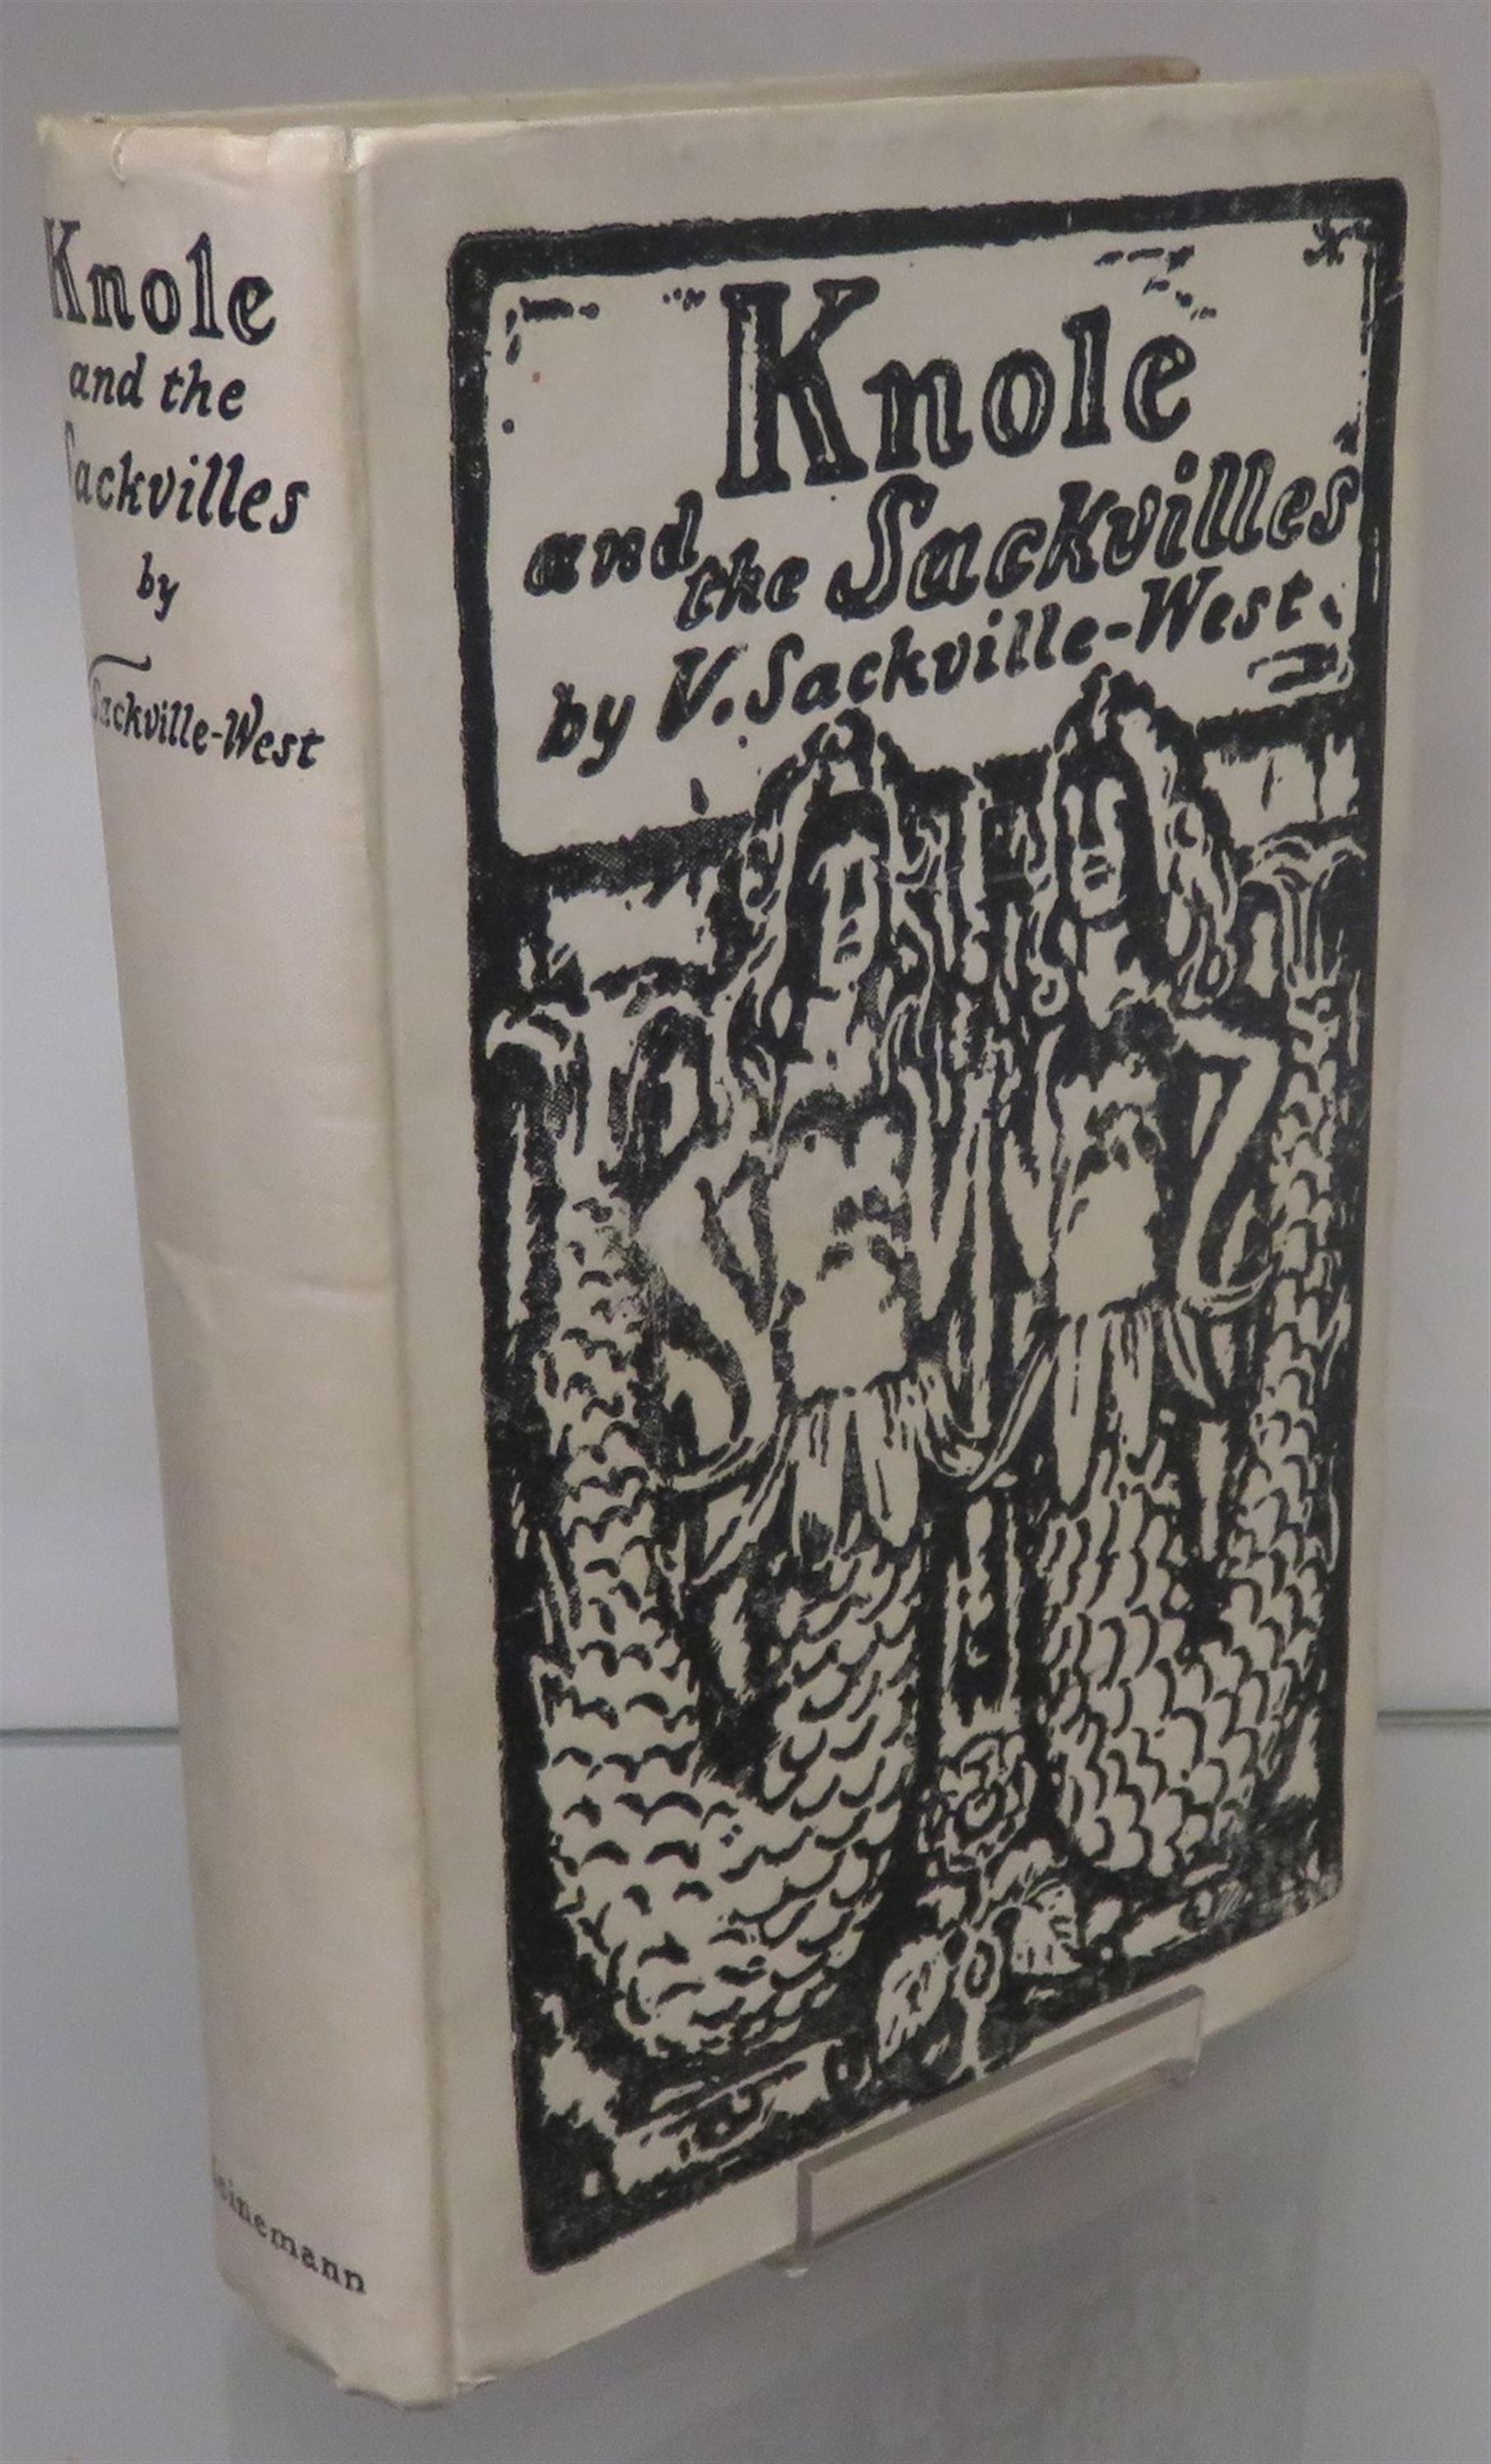 Knole
and the
Sackvilles
by
Sackville-West
Heinemann
Knole
and the Sackvilles
by V. Sackville-West.